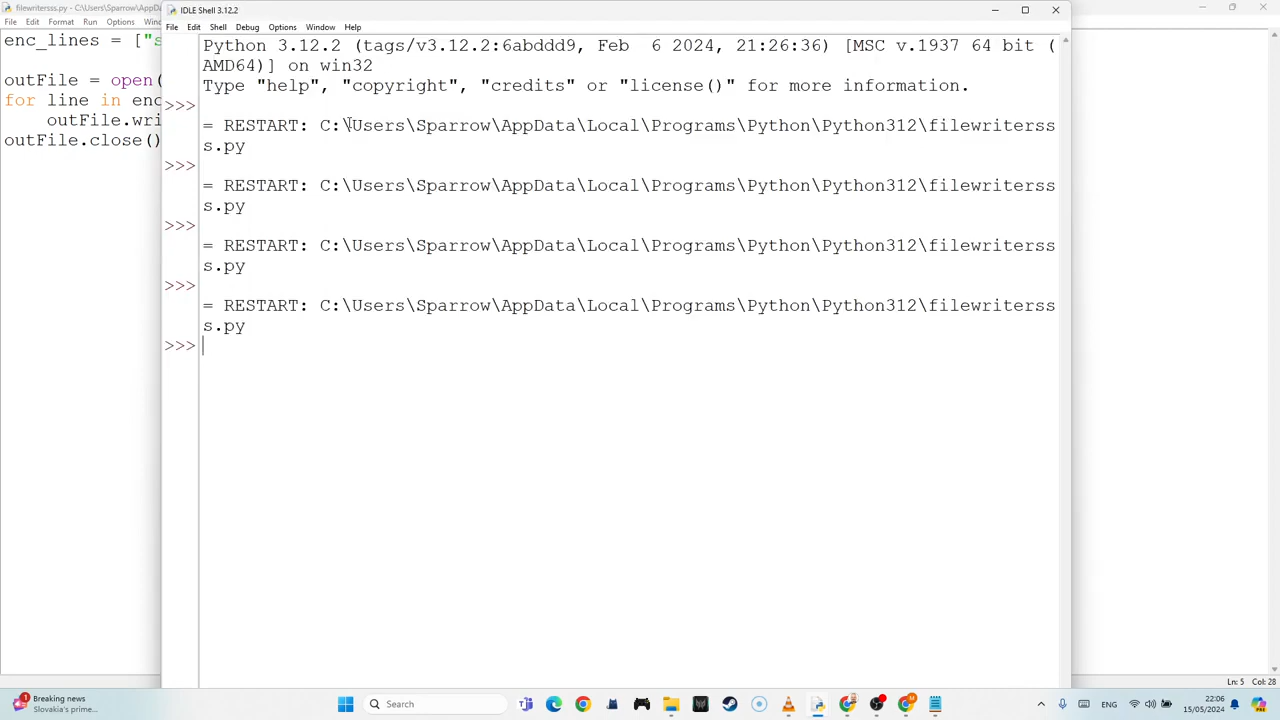 filewritersss.py - C:\Users\Sparrow\AppDa
IDLE Shell 3.12.2
File Edit Format Run Options
File Edit Shell Debug Options Window Help
enc_lines = ["s
outFile = open(
for line in enc
outFile.wri
outFile.close()
Python 3.12.2 (tags/v3.12.2:6abddd9, Feb  6 2024, 21:26:36) [MSC v.1937 64 bit (
AMD64)] on win32
Type "help", "copyright", "credits" or "license()" for more information.
>>>
= RESTART: C:\Users\Sparrow\AppData\Local\Programs\Python\Python312\filewriterss
s.py
>>>
= RESTART: C:\Users\Sparrow\AppData\Local\Programs\Python\Python312\filewriterss
s.py
>>>
= RESTART: C:\Users\Sparrow\AppData\Local\Programs\Python\Python312\filewriterss
s.py
>>>
= RESTART: C:\Users\Sparrow\AppData\Local\Programs\Python\Python312\filewriterss
s.py
>>>
Ln: 5 Col: 28
Breaking news
Slovakia's prime...
Search
ENG
22:06
15/05/2024